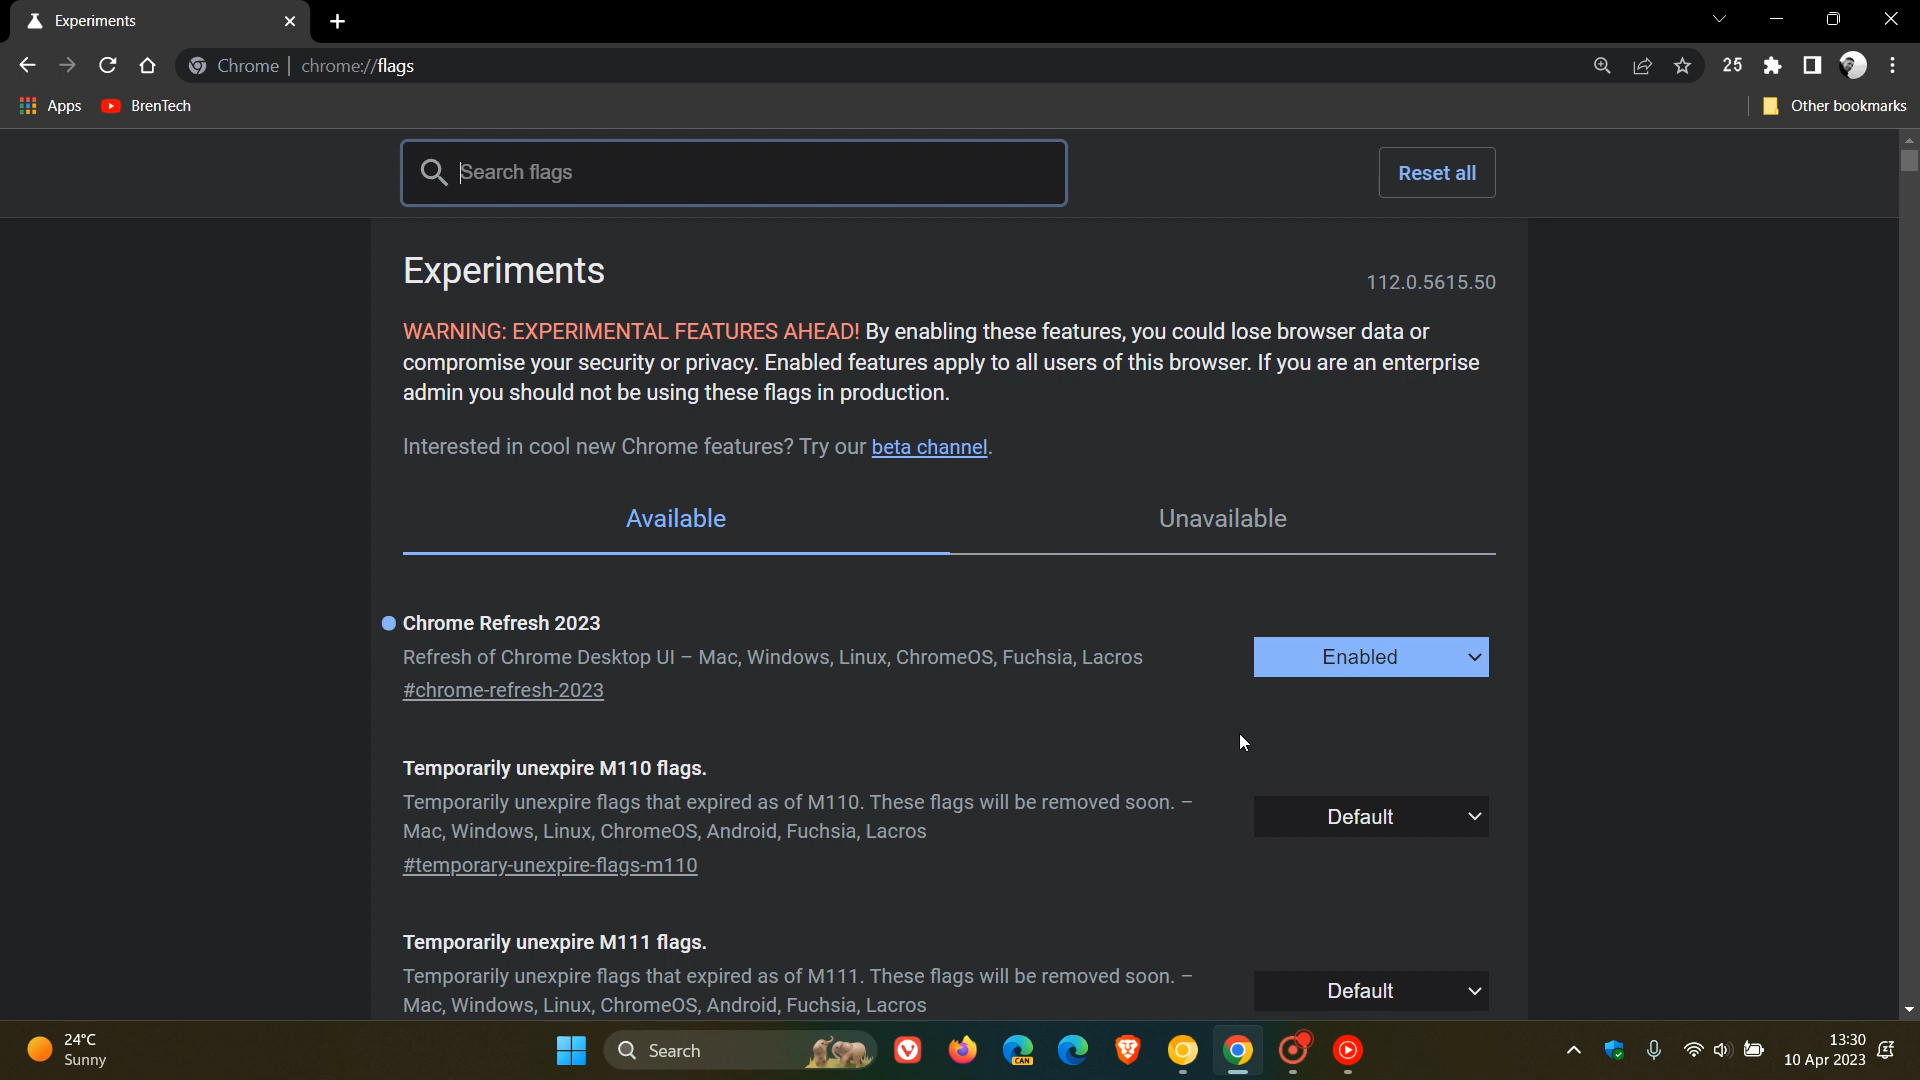 Experiments
Chrome | chrome://flags
25
Apps
BrenTech
Other bookmarks
Search flags
Reset all
Experiments
112.0.5615.50
WARNING: EXPERIMENTAL FEATURES AHEAD! By enabling these features, you could lose browser data or
compromise your security or privacy. Enabled features apply to all users of this browser. If you are an enterprise
admin you should not be using these flags in production.
Interested in cool new Chrome features? Try our beta channel.
Available
Unavailable
Chrome Refresh 2023
Refresh of Chrome Desktop UI – Mac, Windows, Linux, ChromeOS, Fuchsia, Lacros
#chrome-refresh-2023
Enabled
Temporarily unexpire M110 flags.
Temporarily unexpire flags that expired as of M110. These flags will be removed soon. –
Mac, Windows, Linux, ChromeOS, Android, Fuchsia, Lacros
#temporary-unexpire-flags-m110
Default
Temporarily unexpire M111 flags.
Temporarily unexpire flags that expired as of M111. These flags will be removed soon. –
Mac, Windows, Linux, ChromeOS, Android, Fuchsia, Lacros
Default
24°C
Sunny
Search
CAN
13:30
10 Apr 2023